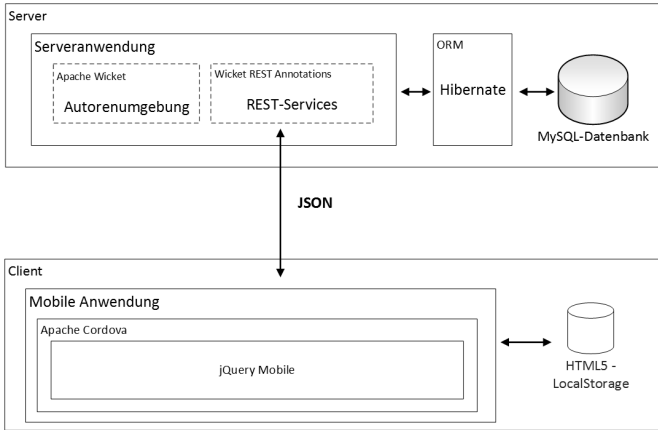 Server
Serveranwendung
Apache Wicket
Autorenumgebung
Wicket REST Annotations
REST-Services
ORM
Hibernate
MySQL-Datenbank
JSON
Client
Mobile Anwendung
Apache Cordova
jQuery Mobile
HTML5 -
LocalStorage